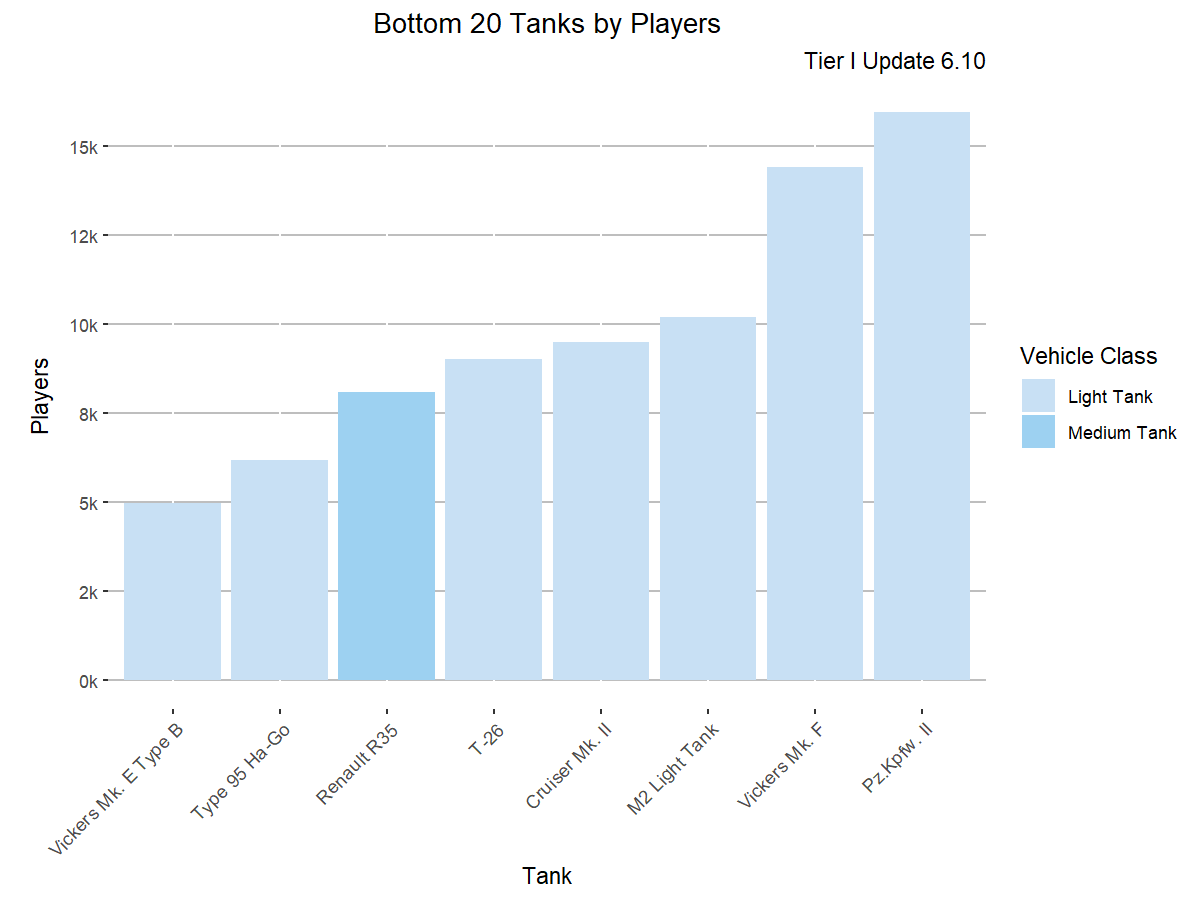 Bottom 20 Tanks by Players
Tier I Update 6.10
Players
15k
12k
10k
8k
5k
2k
0k
Vickers Mk. E Type B
Type 95 Ha-Go
Renault R35
T-26
Cruiser Mk. II
M2 Light Tank
Vickers Mk. F
Pz.Kpfw. II
Tank
Vehicle Class
Light Tank
Medium Tank